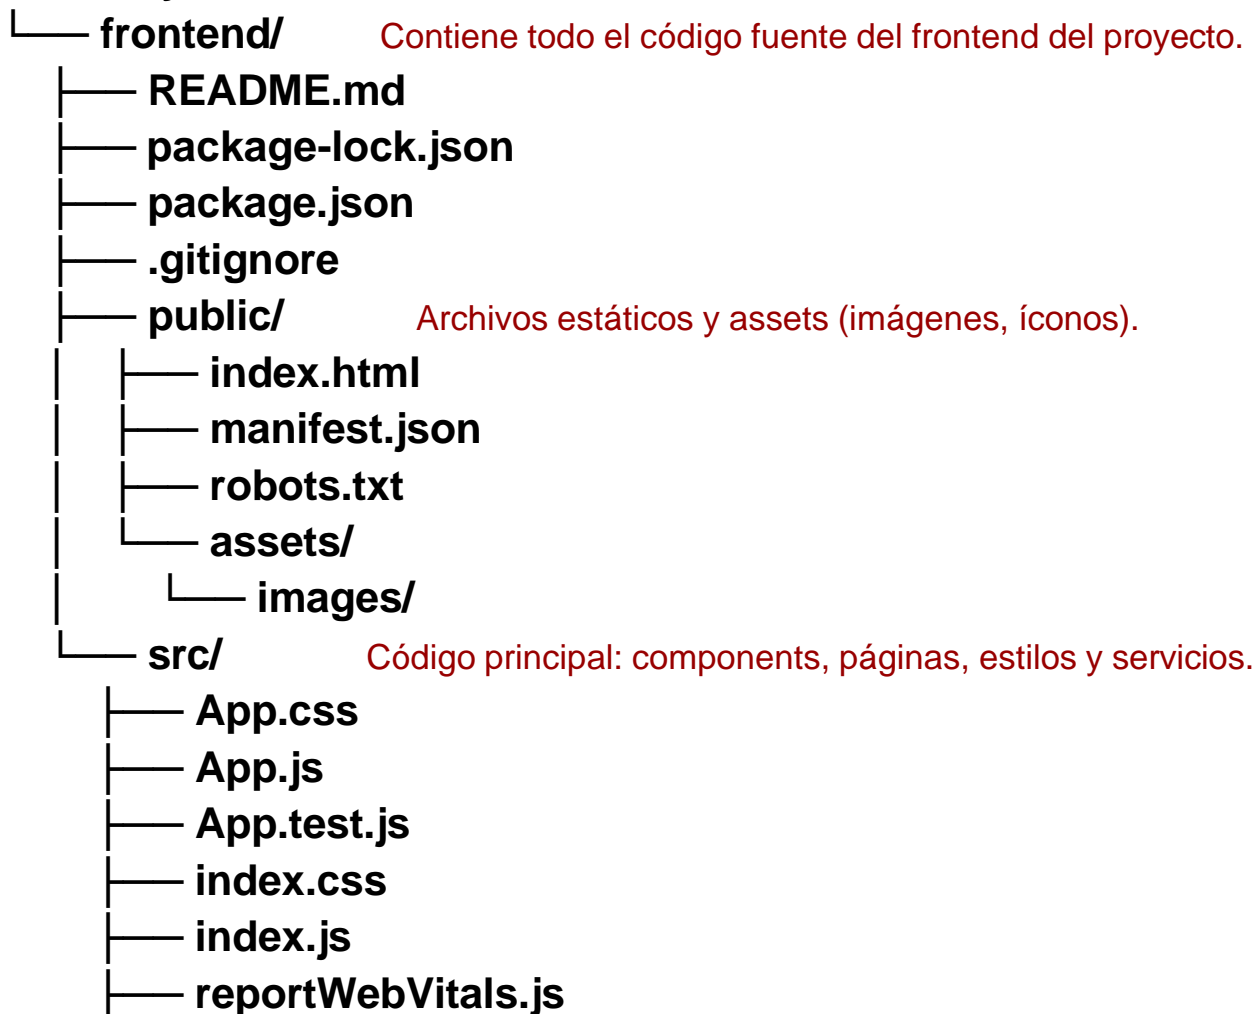 └── frontend/ Contiene todo el código fuente del frontend del proyecto.
├── README.md
├── package-lock.json
├── package.json
├── .gitignore
├── public/ Archivos estáticos y assets (imágenes, íconos).
│ ├── index.html
│ ├── manifest.json
│ ├── robots.txt
│ └── assets/
│ └── images/
└── src/ Código principal: components, páginas, estilos y servicios.
├── App.css
├── App.js
├── App.test.js
├── index.css
├── index.js
├── reportWebVitals.js